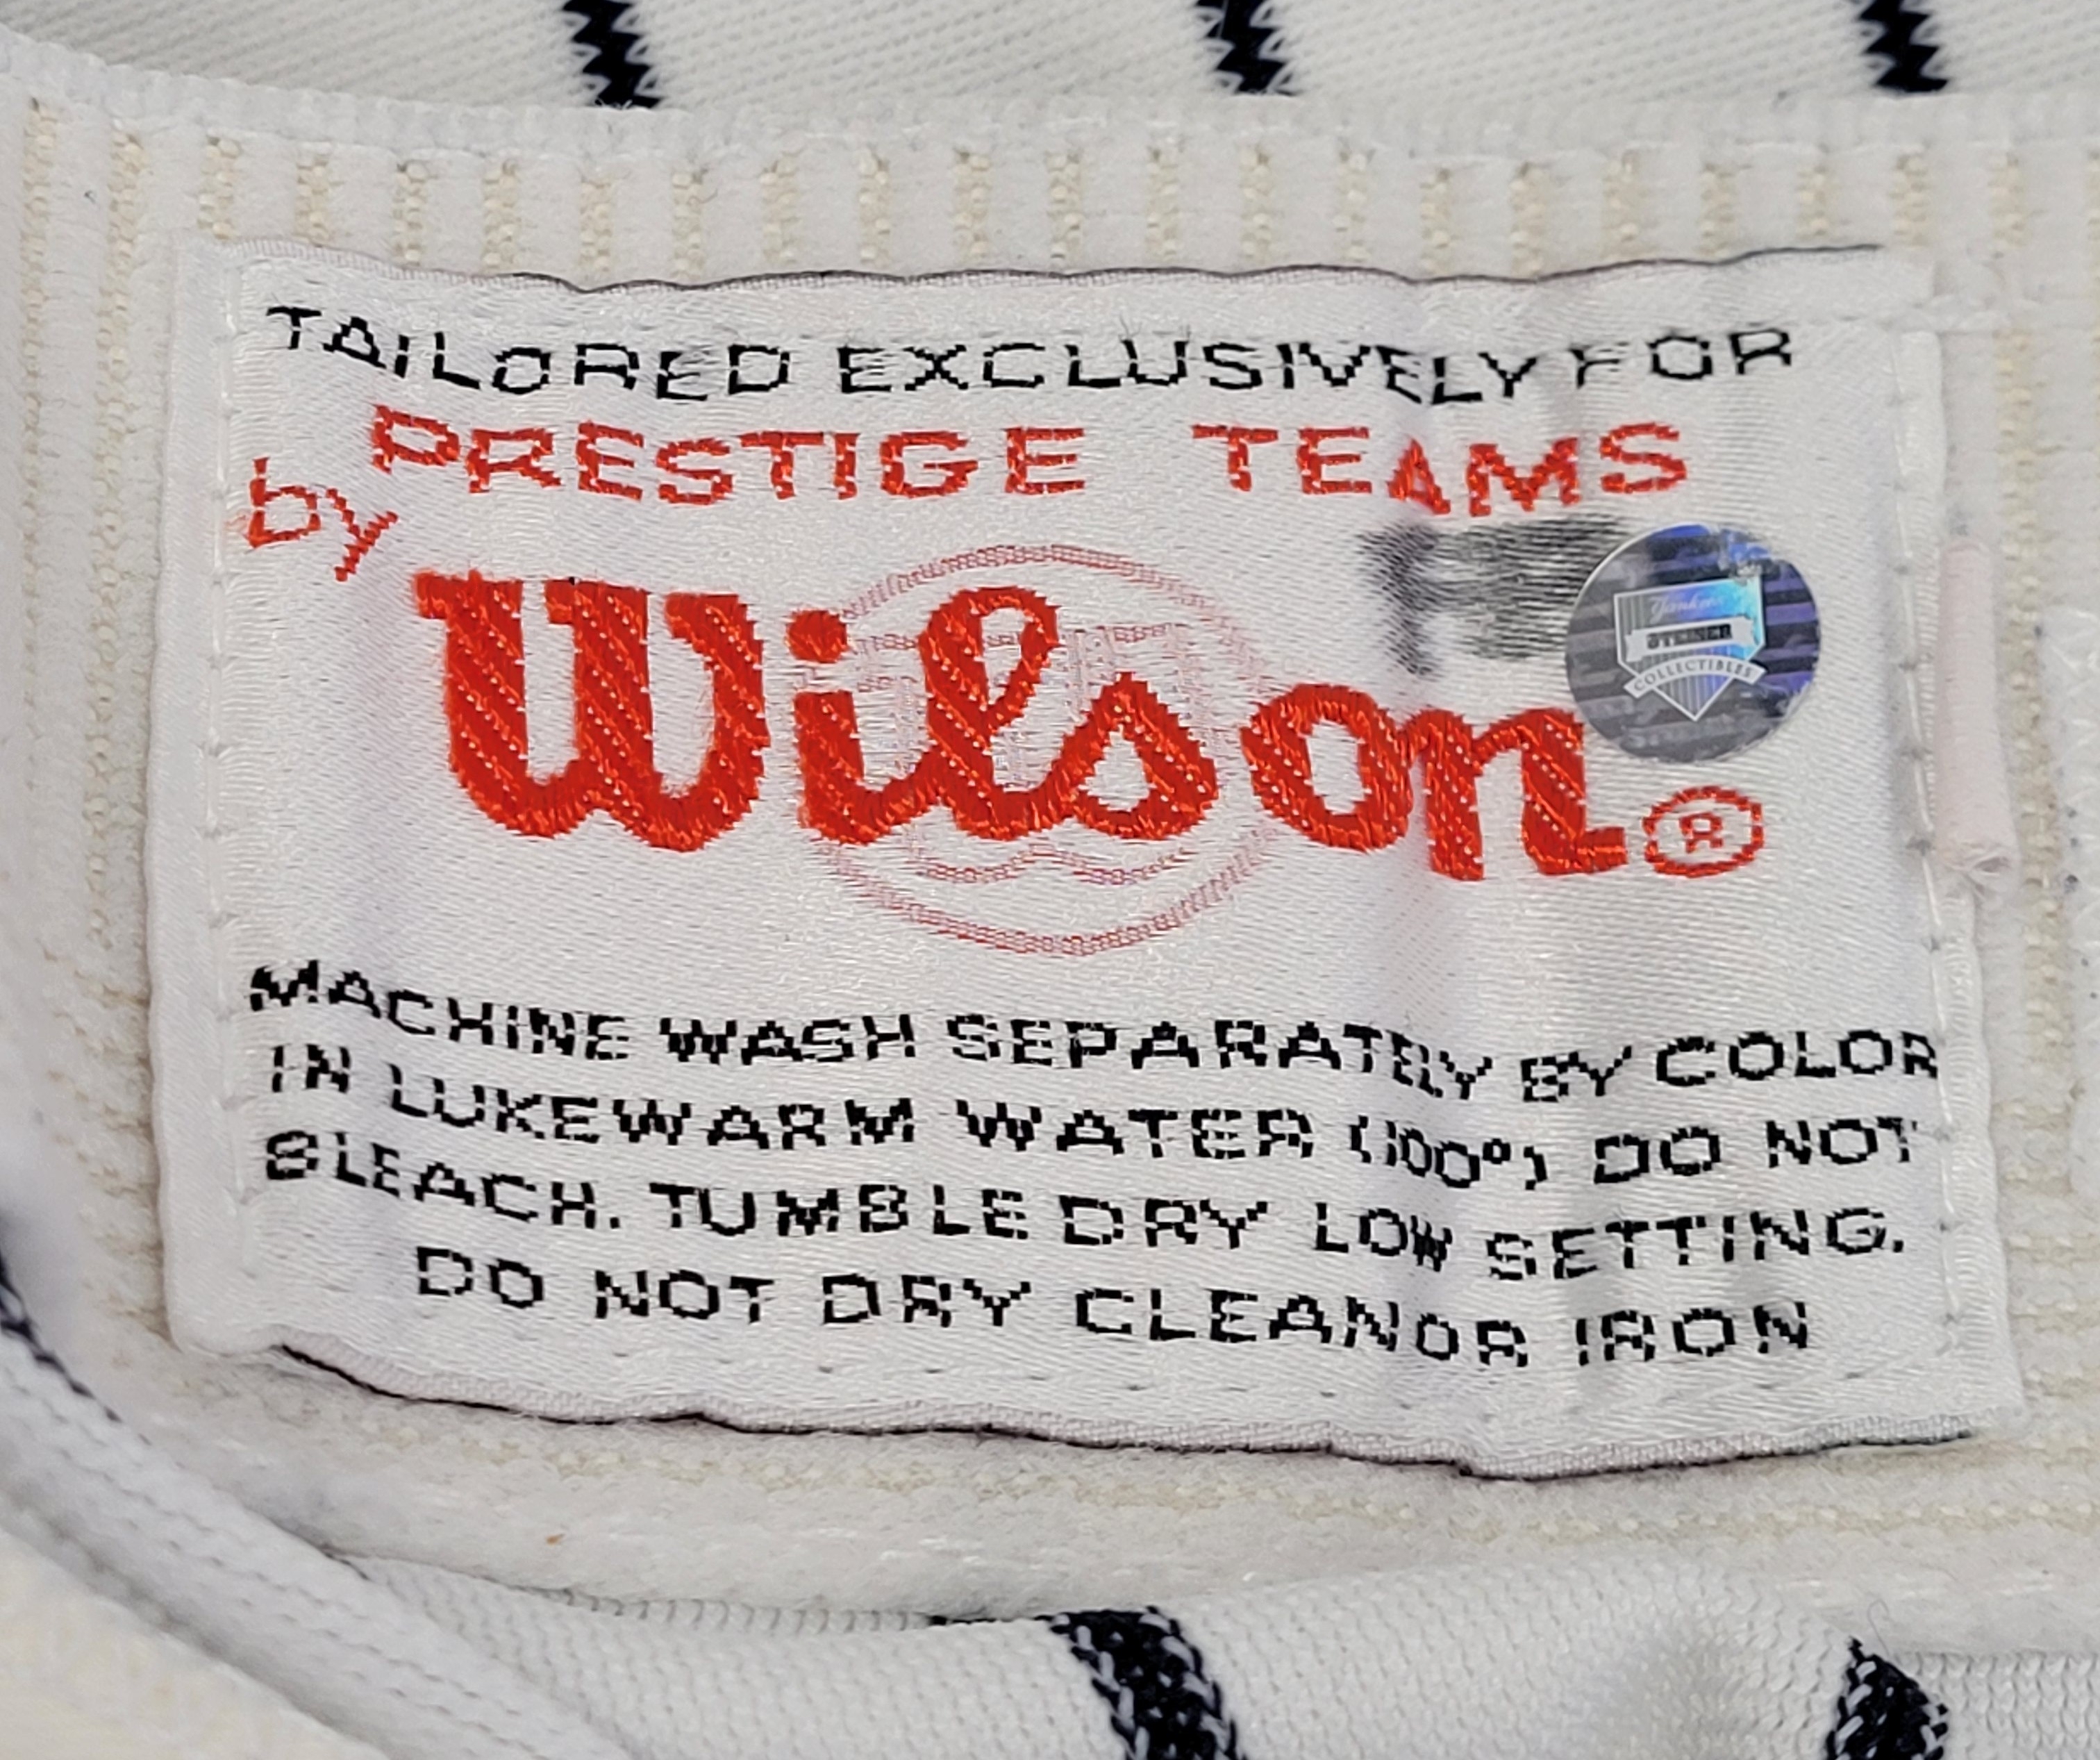 TAILORED EXCLUSIVELY FOR
PRESTIGE TEAMS
by
Wilson®
Yankees
STEINER
COLLECTIBLES
MACHINE WASH SEPARATELY BY COLOR
IN LUKEWARM WATER (100°) DO NOT
BLEACH. TUMBLE DRY LOW SETTING.
DO NOT DRY CLEAN OR IRON